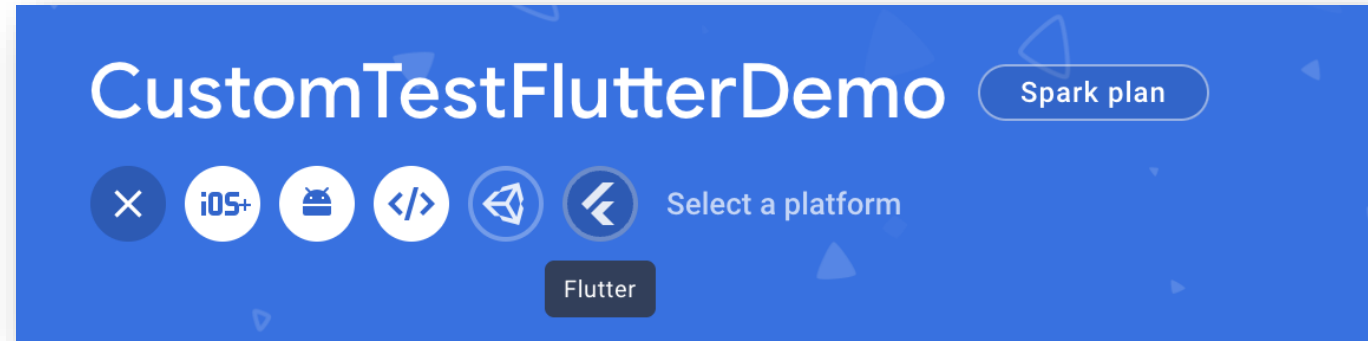 CustomTestFlutterDemo Spark plan
iOS+ </> Select a platform
Flutter